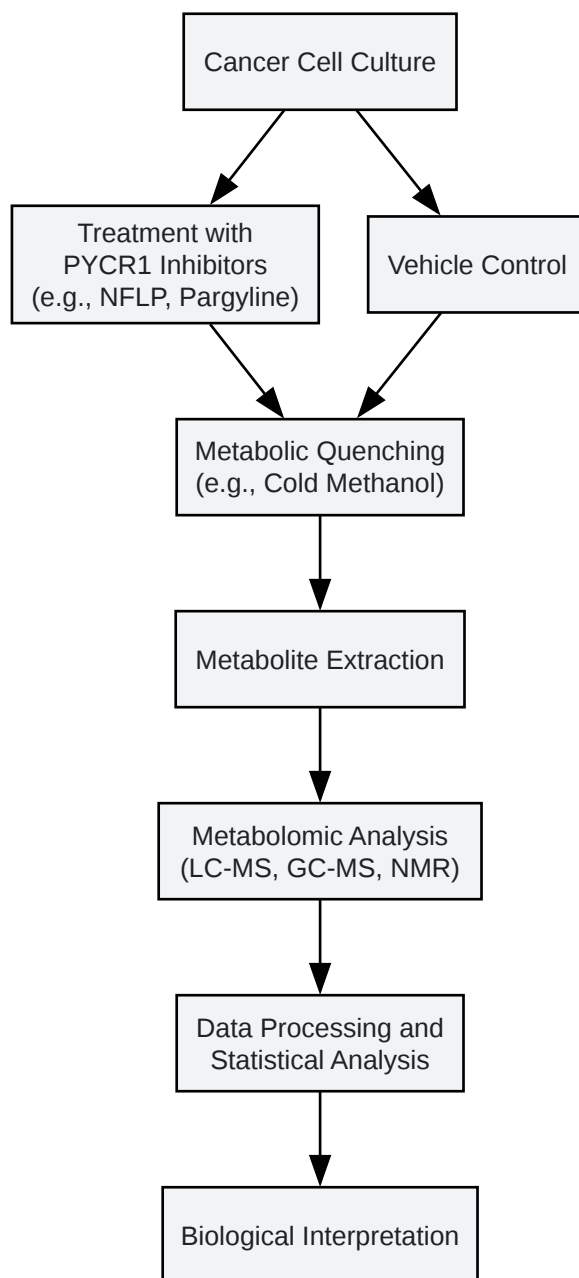 Cancer Cell Culture
Treatment with
PYCR1 Inhibitors
(e.g., NFLP, Pargyline)
Vehicle Control
Metabolic Quenching
(e.g., Cold Methanol)
Metabolite Extraction
Metabolomic Analysis
(LC-MS, GC-MS, NMR)
Data Processing and
Statistical Analysis
Biological Interpretation